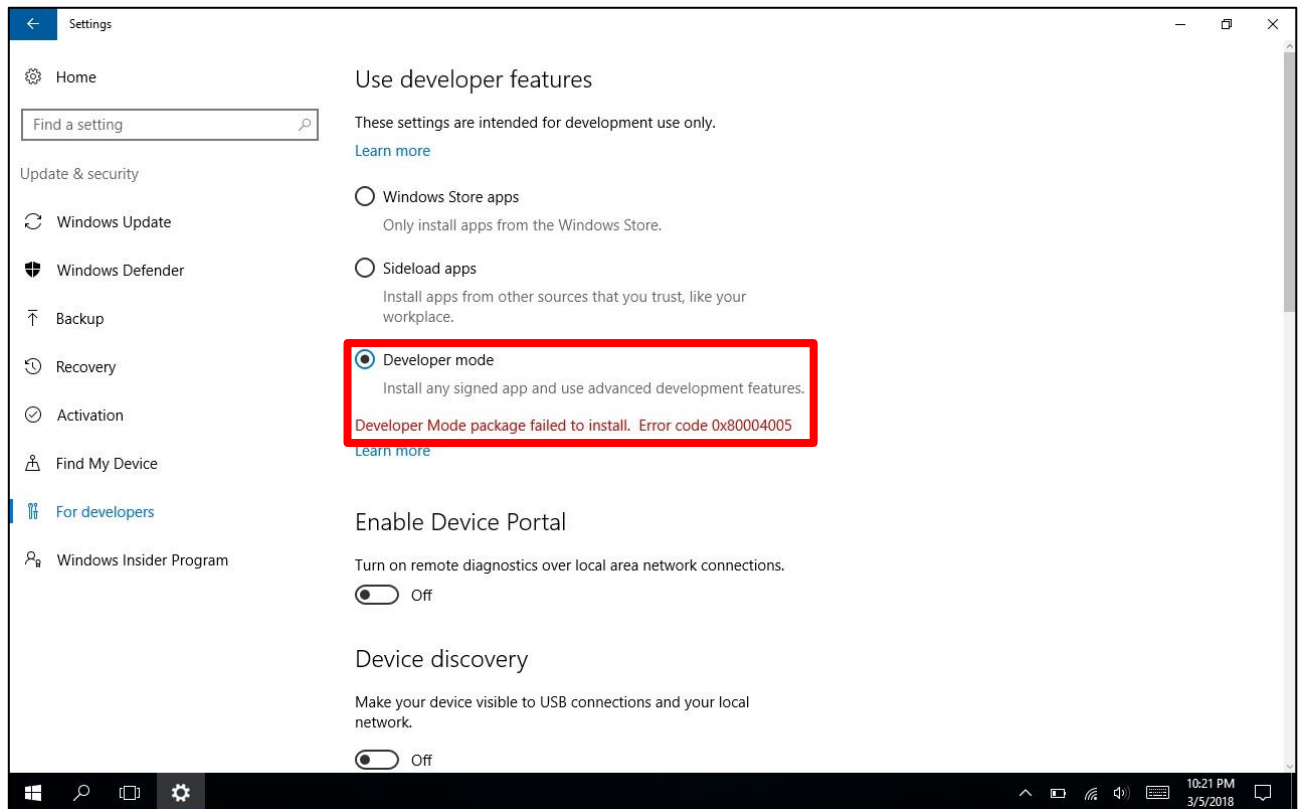 Settings
Home
Find a setting
Update & security
Windows Update
Windows Defender
Backup
Recovery
Activation
Find My Device
For developers
Windows Insider Program
Use developer features
These settings are intended for development use only.
Learn more
Windows Store apps
Only install apps from the Windows Store.
Sideload apps
Install apps from other sources that you trust, like your
workplace.
Developer mode
Install any signed app and use advanced development features.
Developer Mode package failed to install. Error code 0x80004005
Learn more
Enable Device Portal
Turn on remote diagnostics over local area network connections.
Off
Device discovery
Make your device visible to USB connections and your local
network.
Off
10:21 PM
3/5/2018